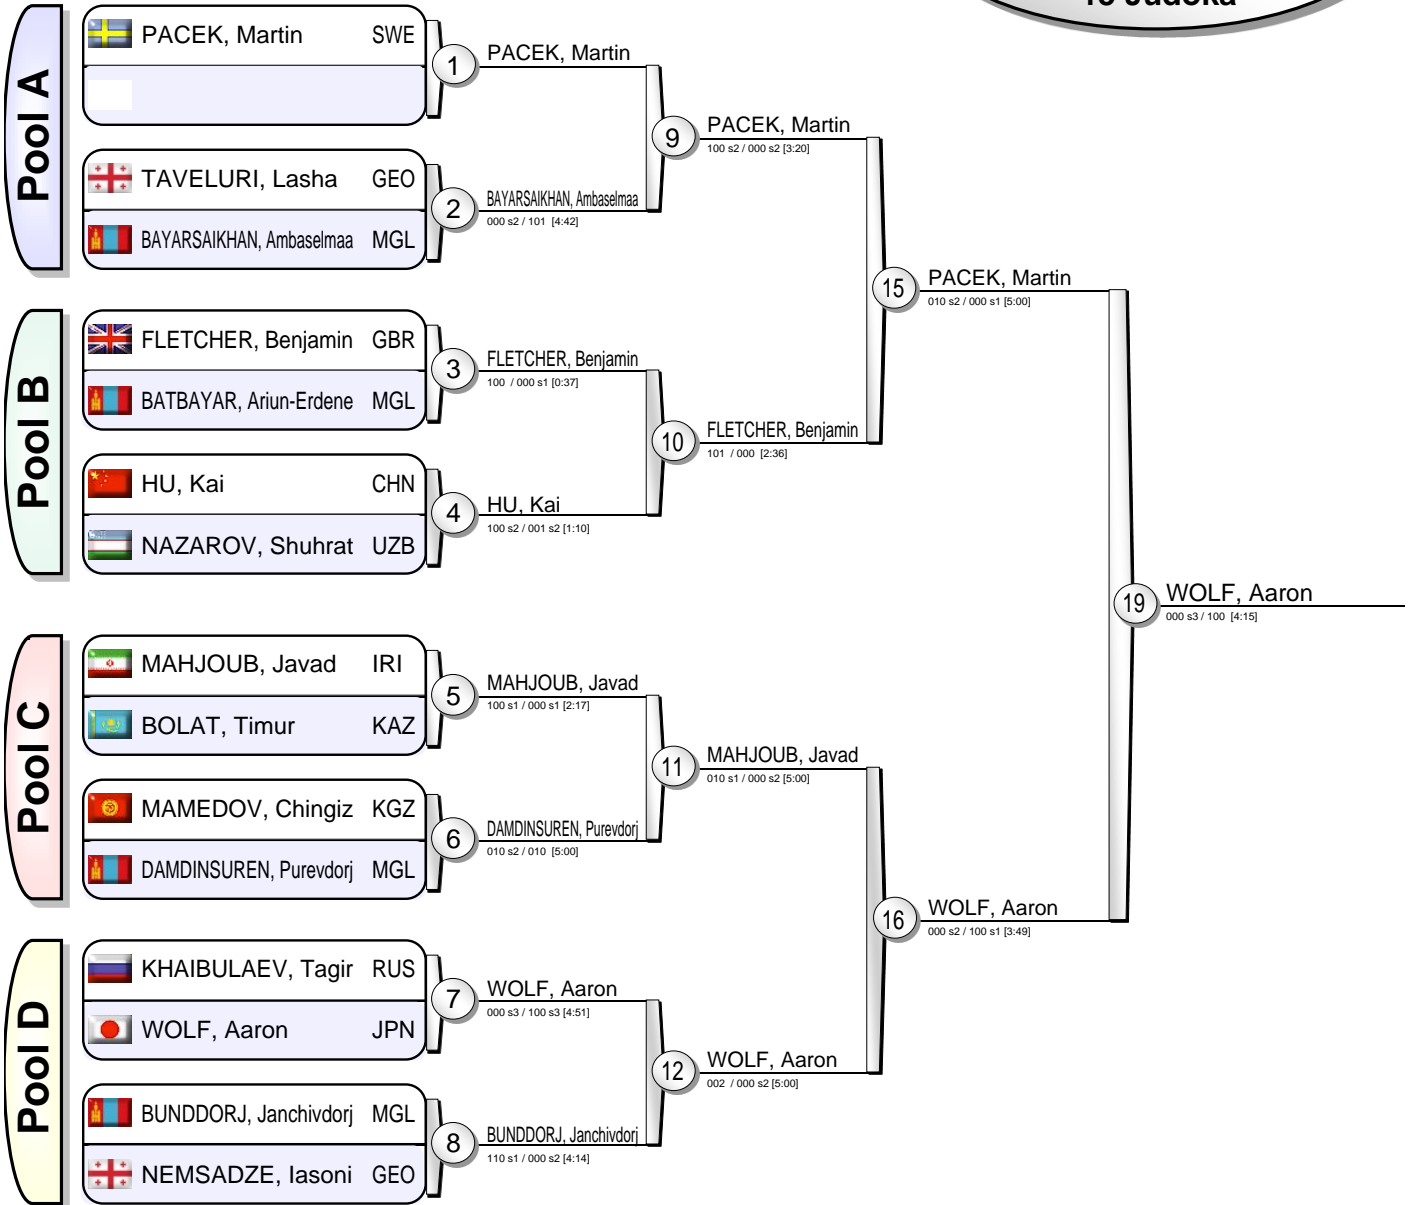 15 Judoka
Pool A
PACEK, Martin SWE
TAVELURI, Lasha GEO
BAYARSAIKHAN, Ambaselmaa MGL
Pool B
FLETCHER, Benjamin GBR
BATBAYAR, Ariun-Erdene MGL
HU, Kai CHN
NAZAROV, Shuhrat UZB
Pool C
MAHJOUB, Javad IRI
BOLAT, Timur KAZ
MAMEDOV, Chingiz KGZ
DAMDINSUREN, Purevdorj MGL
Pool D
KHAIBULAEV, Tagir RUS
WOLF, Aaron JPN
BUNDDORJ, Janchivdorj MGL
NEMSADZE, Iasoni GEO
1
PACEK, Martin
2
BAYARSAIKHAN, Ambaselmaa
000 s2 / 101 [4:42]
3
FLETCHER, Benjamin
100 / 000 s1 [0:37]
4
HU, Kai
100 s2 / 001 s2 [1:10]
5
MAHJOUB, Javad
100 s1 / 000 s1 [2:17]
6
DAMDINSUREN, Purevdorj
010 s2 / 010 [5:00]
7
WOLF, Aaron
000 s3 / 100 s3 [4:51]
8
BUNDDORJ, Janchivdorj
110 s1 / 000 s2 [4:14]
9
PACEK, Martin
100 s2 / 000 s2 [3:20]
10
FLETCHER, Benjamin
101 / 000 [2:36]
11
MAHJOUB, Javad
010 s1 / 000 s2 [5:00]
12
WOLF, Aaron
002 / 000 s2 [5:00]
15
PACEK, Martin
010 s2 / 000 s1 [5:00]
16
WOLF, Aaron
000 s2 / 100 s1 [3:49]
19
WOLF, Aaron
000 s3 / 100 [4:15]